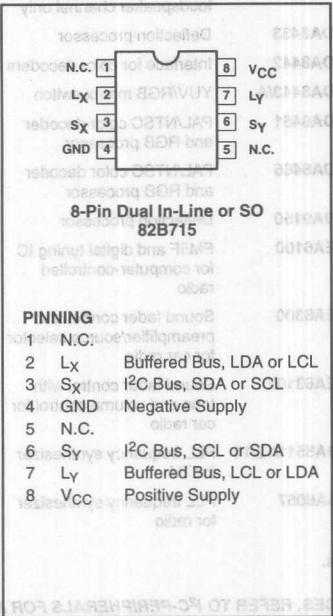 N.C. 1 8 VCC
LX 2 7 LY
SX 3 6 SY
GND 4 5 N.C.
8-Pin Dual In-Line or SO
82B715
PINNING
1 N.C.
2 LX Buffered Bus, LDA or LCL
3 SX I²C Bus, SDA or SCL
4 GND Negative Supply
5 N.C.
6 SY I²C Bus, SCL or SDA
7 LY Buffered Bus, LCL or LDA
8 VCC Positive Supply